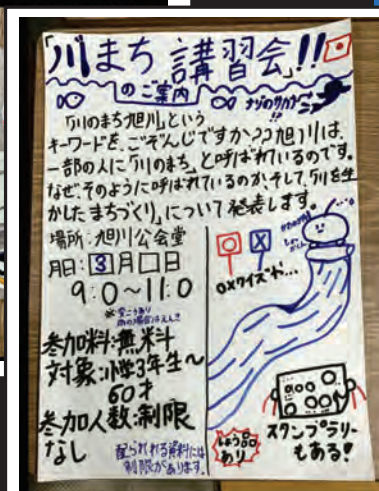 「川まち講習会」!!
のご案内
ナゾのサカナ
!!
「川のまち旭川」という
キーワードを、ごぞんじですか??旭川は、
一部の人に「川のまち」と呼ばれているのです。
なぜ、そのように呼ばれているのか、そして、「川を生
かしたまちづくり」について発表します。
場所:旭川公会堂
月日:3月□日
9:0~11:0
参加料:無料
対象:小学3年生~
60才
参加人数:制限
なし
配られる資料には
制限があります。
○×
○×クイズや...
しょう品
あり
スタンプラリー
もある!